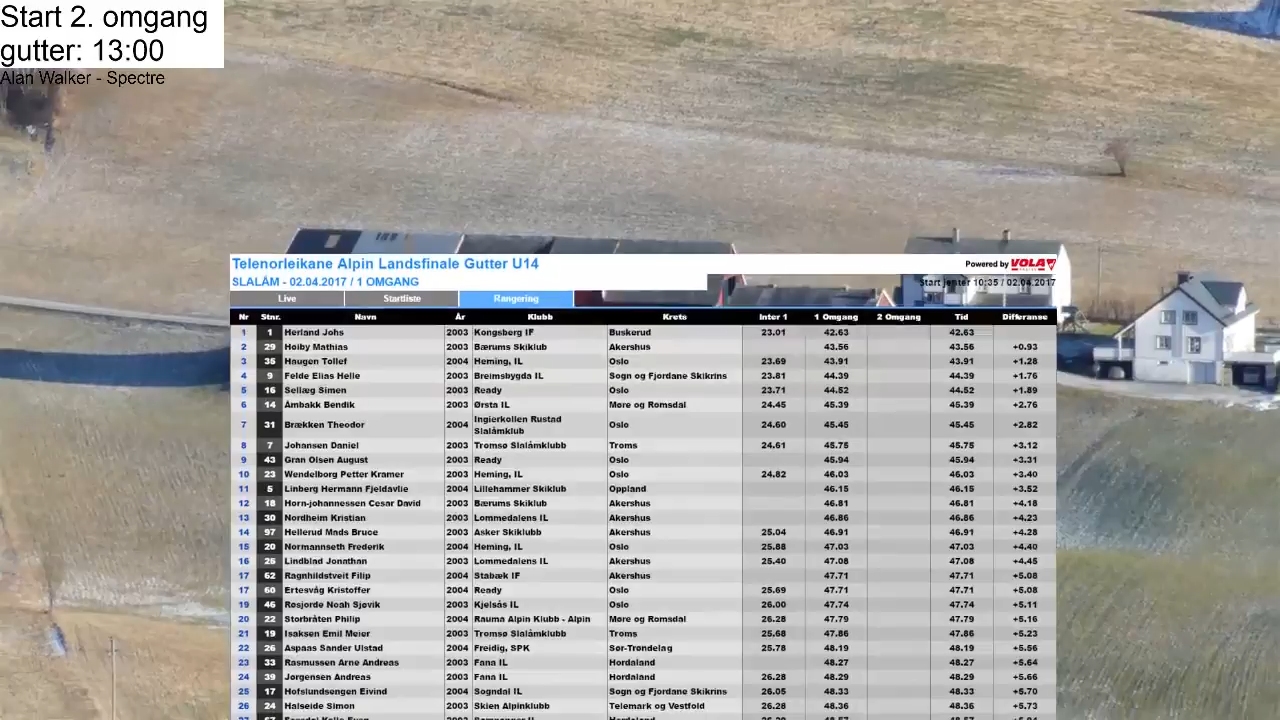 Start 2. omgang
gutter: 13:00
Alan Walker - Spectre
Telenorleikane Alpin Landsfinale Gutter U14
Powered by VOLA
SLALÅM - 02.04.2017 / 1 OMGANG
Start jenter 10:35 / 02.04.2017
Live Startliste Rangering
Nr Stnr. Navn År Klubb Krets Inter 1 1 Omgang 2 Omgang Tid Differanse
1 1 Herland Johs 2003 Kongsberg IF Buskerud 23.01 42.63 42.63
2 29 Høiby Mathias 2003 Bærums Skiklub Akershus 43.56 43.56 +0.93
3 35 Haugen Tollef 2004 Heming, IL Oslo 23.69 43.91 43.91 +1.28
4 9 Felde Elias Helle 2003 Breimsbygda IL Sogn og Fjordane Skikrins 23.81 44.39 44.39 +1.76
5 16 Sellæg Simen 2003 Ready Oslo 23.71 44.52 44.52 +1.89
6 14 Åmbakk Bendik 2003 Ørsta IL Møre og Romsdal 24.45 45.39 45.39 +2.76
7 31 Brækken Theodor 2004 Ingierkollen Rustad Slalåmklub Oslo 24.60 45.45 45.45 +2.82
8 7 Johansen Daniel 2003 Tromsø Slalåmklubb Troms 24.61 45.75 45.75 +3.12
9 43 Gran Olsen August 2003 Ready Oslo 45.94 45.94 +3.31
10 23 Wendelborg Petter Kramer 2003 Heming, IL Oslo 24.82 46.03 46.03 +3.40
11 5 Linberg Hermann Fjeldavlie 2004 Lillehammer Skiklub Oppland 46.15 46.15 +3.52
12 18 Horn-johannessen Cesar David 2003 Bærums Skiklub Akershus 46.81 46.81 +4.18
13 30 Nordheim Kristian 2003 Lommedalens IL Akershus 46.86 46.86 +4.23
14 97 Hellerud Mads Bruce 2003 Asker Skiklubb Akershus 25.04 46.91 46.91 +4.28
15 20 Normannseth Frederik 2004 Heming, IL Oslo 25.88 47.03 47.03 +4.40
16 25 Lindblad Jonathan 2003 Lommedalens IL Akershus 25.40 47.08 47.08 +4.45
17 62 Ragnhildstveit Filip 2004 Stabæk IF Akershus 47.71 47.71 +5.08
17 60 Ertesvåg Kristoffer 2004 Ready Oslo 25.69 47.71 47.71 +5.08
19 46 Røsjorde Noah Sjøvik 2003 Kjelsås IL Oslo 26.00 47.74 47.74 +5.11
20 22 Storbråten Philip 2004 Rauma Alpin Klubb - Alpin Møre og Romsdal 26.28 47.79 47.79 +5.16
21 19 Isaksen Emil Meier 2003 Tromsø Slalåmklubb Troms 25.68 47.86 47.86 +5.23
22 26 Aspaas Sander Ulstad 2004 Freidig, SPK Sør-Trøndelag 25.78 48.19 48.19 +5.56
23 33 Rasmussen Arne Andreas 2003 Fana IL Hordaland 48.27 48.27 +5.64
24 39 Jørgensen Andreas 2003 Fana IL Hordaland 26.28 48.29 48.29 +5.66
25 17 Hofslundsengen Eivind 2004 Sogndal IL Sogn og Fjordane Skikrins 26.05 48.33 48.33 +5.70
26 24 Halseide Simon 2003 Skien Alpinklubb Telemark og Vestfold 26.28 48.36 48.36 +5.73